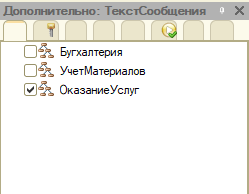 Дополнительно: ТекстСообщения
Бухгалтерия
УчетМатериалов
ОказаниеУслуг